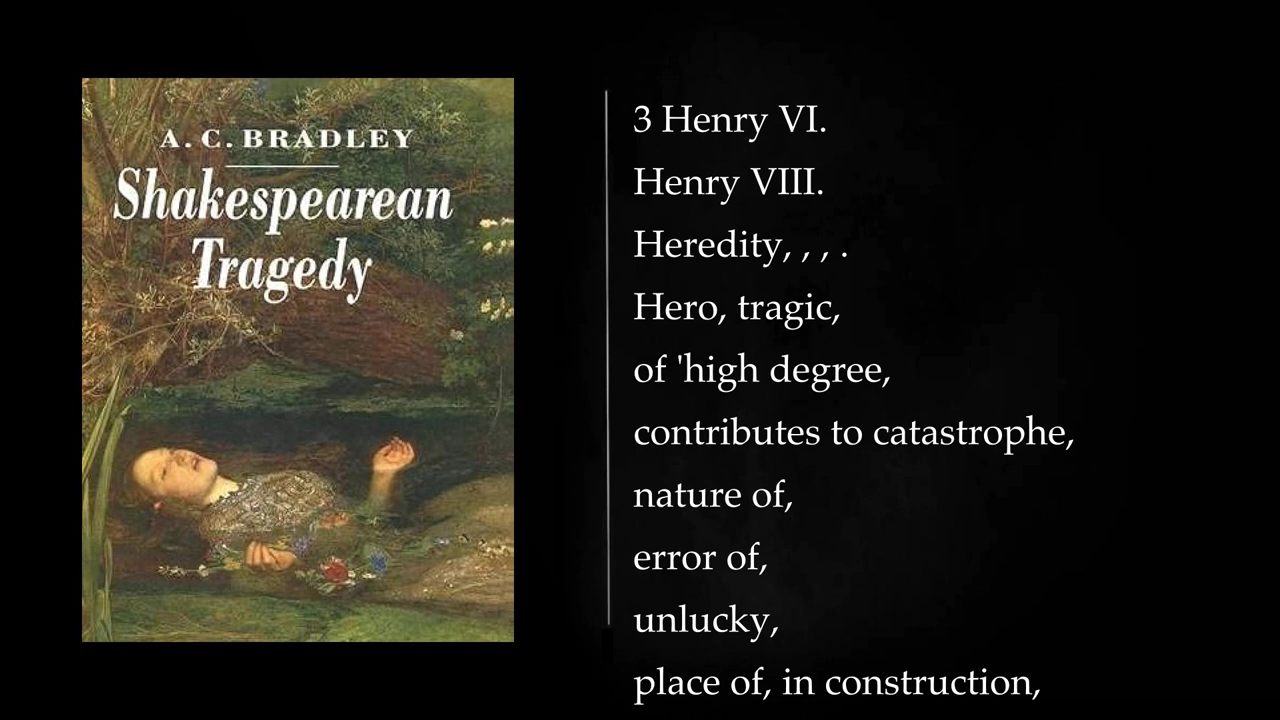 A. C. BRADLEY
Shakespearean
Tragedy
3 Henry VI.
Henry VIII.
Heredity, , , .
Hero, tragic,
of 'high degree,
contributes to catastrophe,
nature of,
error of,
unlucky,
place of, in construction,